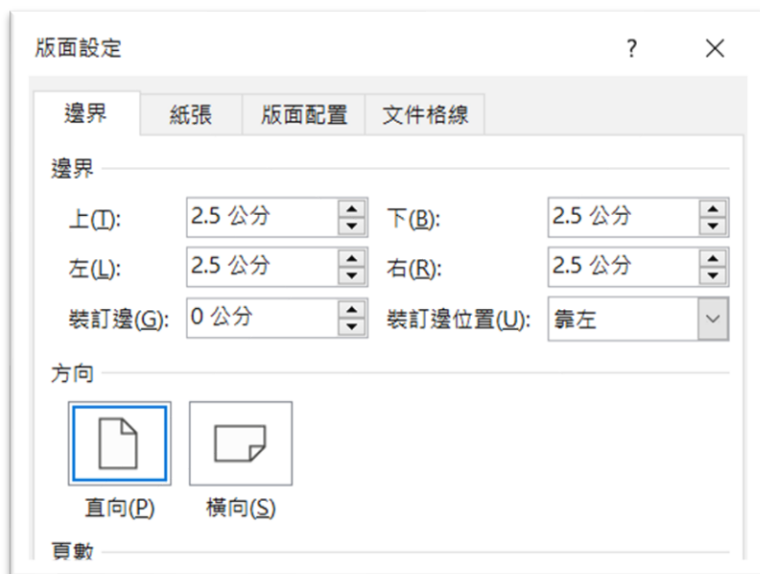 版面設定 ?
邊界 紙張 版面配置 文件格線
邊界
上(T): 2.5 公分 下(B): 2.5 公分
左(L): 2.5 公分 右(R): 2.5 公分
裝訂邊(G): 0 公分 裝訂邊位置(U): 靠左
方向
直向(P) 橫向(S)
頁數